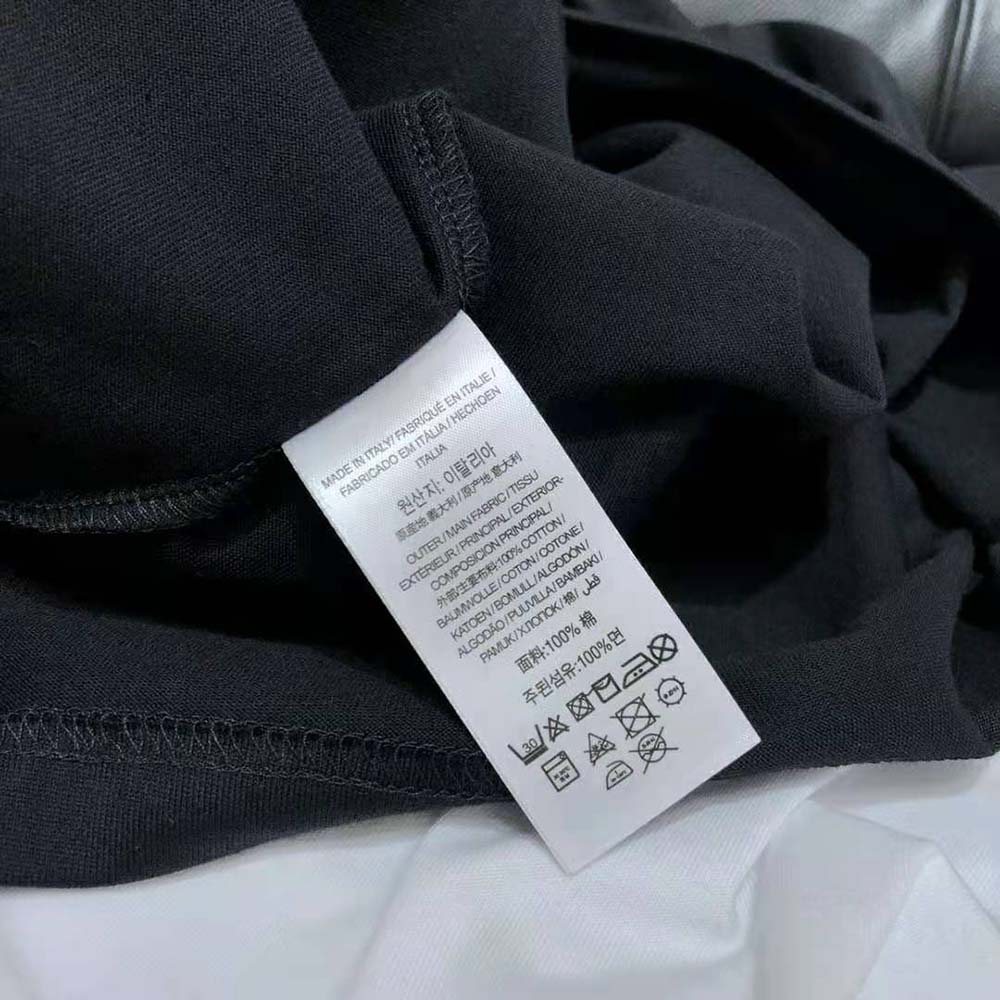 MADE IN ITALY/ FABRIQUÉ EN ITALIE /
FABRICADO EM ITALIA / HECHOEN
ITALIA
원산지: 이탈리아
原産地 義大利 / 原产地 意大利
OUTER / MAIN FABRIC / TISSU
EXTÉRIEUR / PRINCIPAL / EXTERIOR-
COMPOSICION PRINCIPAL/
外部/主要布料:100% COTTON/
BAUMWOLLE / COTON / COTONE /
KATOEN / BOMULL / ALGODÓN /
ALGODÃO / PUUVILLA / BAMBAKI /
PAMUK / ХЛОПОК / 棉 / قطن
面料:100% 棉
주된섬유:100%면
30